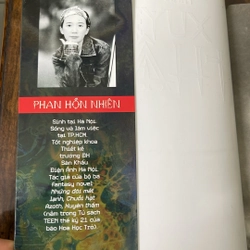 PHAN HỒN NHIÊN
Sinh tại Hà Nội.
Sống và làm việc
tại TP.HCM.
Tốt nghiệp khoa
Thiết kế
trường ĐH
Sân Khấu
Điện Ảnh Hà Nội.
Tác giả của bộ ba
Fantasy novel
Những đôi mắt
lạnh, Chuỗi hạt
Azoth, Xuyên thấm
(nằm trong Tủ sách
TEEN thế kỷ 21 của
báo Hoa Học Trò).